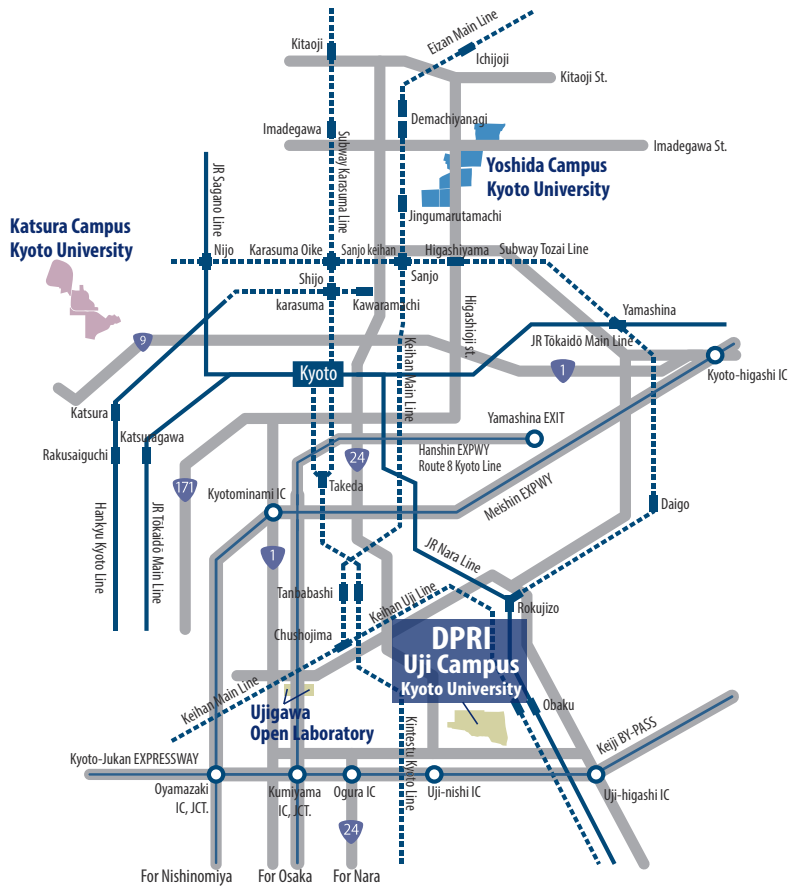 Kitaoji
Eizan Main Line
Ichijoji
Kitaoji St.
Demachiyanagi
Imadegawa
Subway Karasuma Line
Imadegawa St.
JR Sagano Line
Yoshida Campus
Kyoto University
Katsura Campus
Kyoto University
Jingumarutamachi
Nijo
Karasuma Oike
Sanjo keihan
Higashiyama
Subway Tozai Line
Sanjo
Shijo
karasuma
Kawaramachi
Higashioji st.
Yamashina
JR Tōkaidō Main Line
9
Keihan Main Line
Kyoto
1
Kyoto-higashi IC
Katsura
Katsuragawa
Rakusaiguchi
Yamashina EXIT
Hanshin EXPWY
Route 8 Kyoto Line
24
171
Takeda
Kyotominami IC
Meishin EXPWY
Daigo
Hankyu Kyoto Line
JR Tōkaidō Main Line
1
JR Nara Line
Tanbabashi
Keihan Uji Line
Rokujizo
Chushojima
DPRI
Uji Campus
Kyoto University
Keihan Main Line
Obaku
Ujigawa
Open Laboratory
Kintestu Kyoto Line
Keiji BY-PASS
Kyoto-Jukan EXPRESSWAY
Oyamazaki
IC, JCT.
Kumiyama
IC, JCT.
Ogura IC
Uji-nishi IC
Uji-higashi IC
24
For Nishinomiya
For Osaka
For Nara